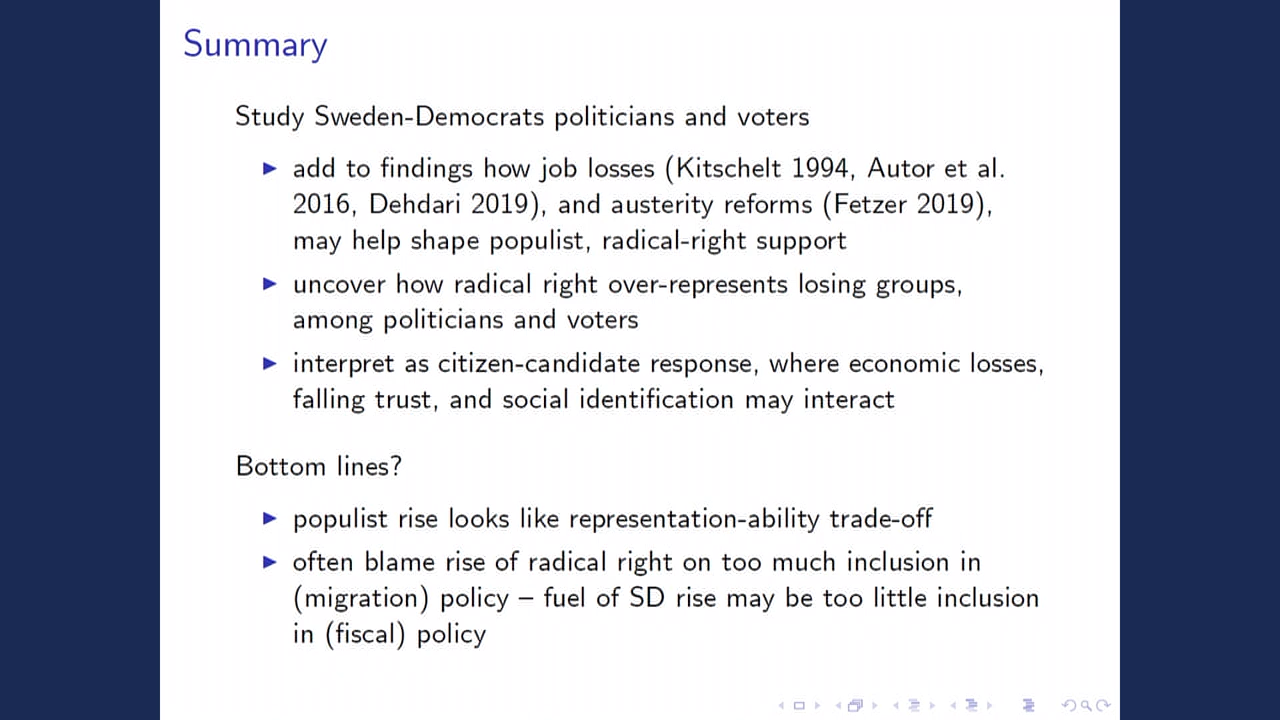 Summary
Study Sweden-Democrats politicians and voters
▶ add to findings how job losses (Kitschelt 1994, Autor et al.
2016, Dehdari 2019), and austerity reforms (Fetzer 2019),
may help shape populist, radical-right support
▶ uncover how radical right over-represents losing groups,
among politicians and voters
▶ interpret as citizen-candidate response, where economic losses,
falling trust, and social identification may interact
Bottom lines?
▶ populist rise looks like representation-ability trade-off
▶ often blame rise of radical right on too much inclusion in
(migration) policy – fuel of SD rise may be too little inclusion
in (fiscal) policy